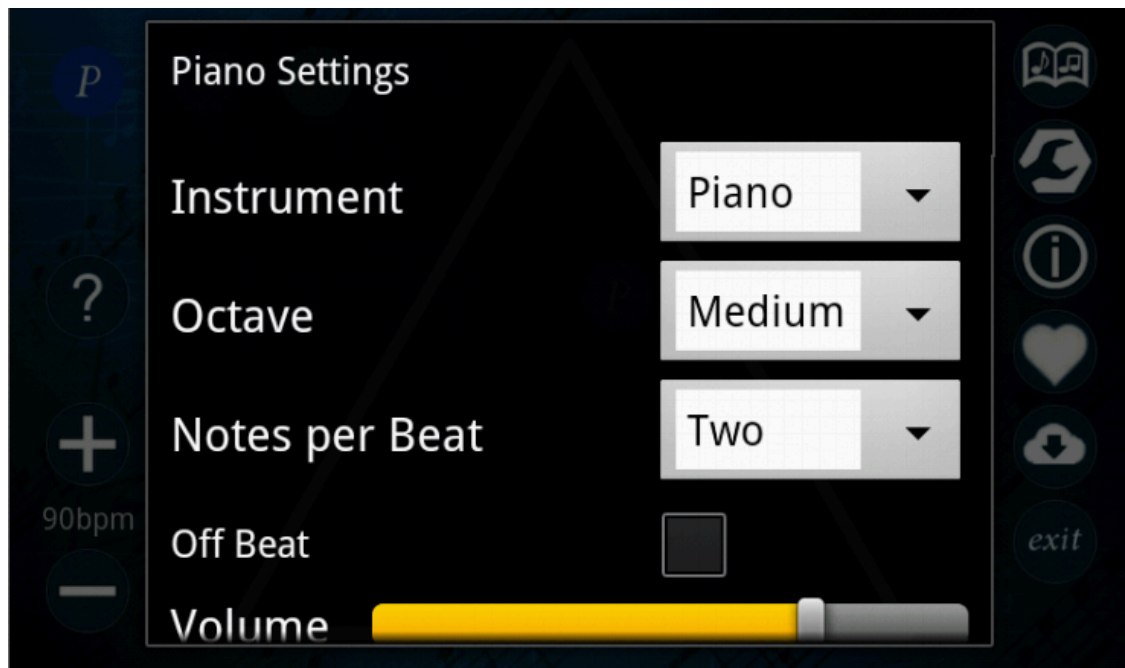 Piano Settings
P
Instrument Piano
Octave Medium
P
?
Notes per Beat Two
90bpm
Off Beat
exit
Volume